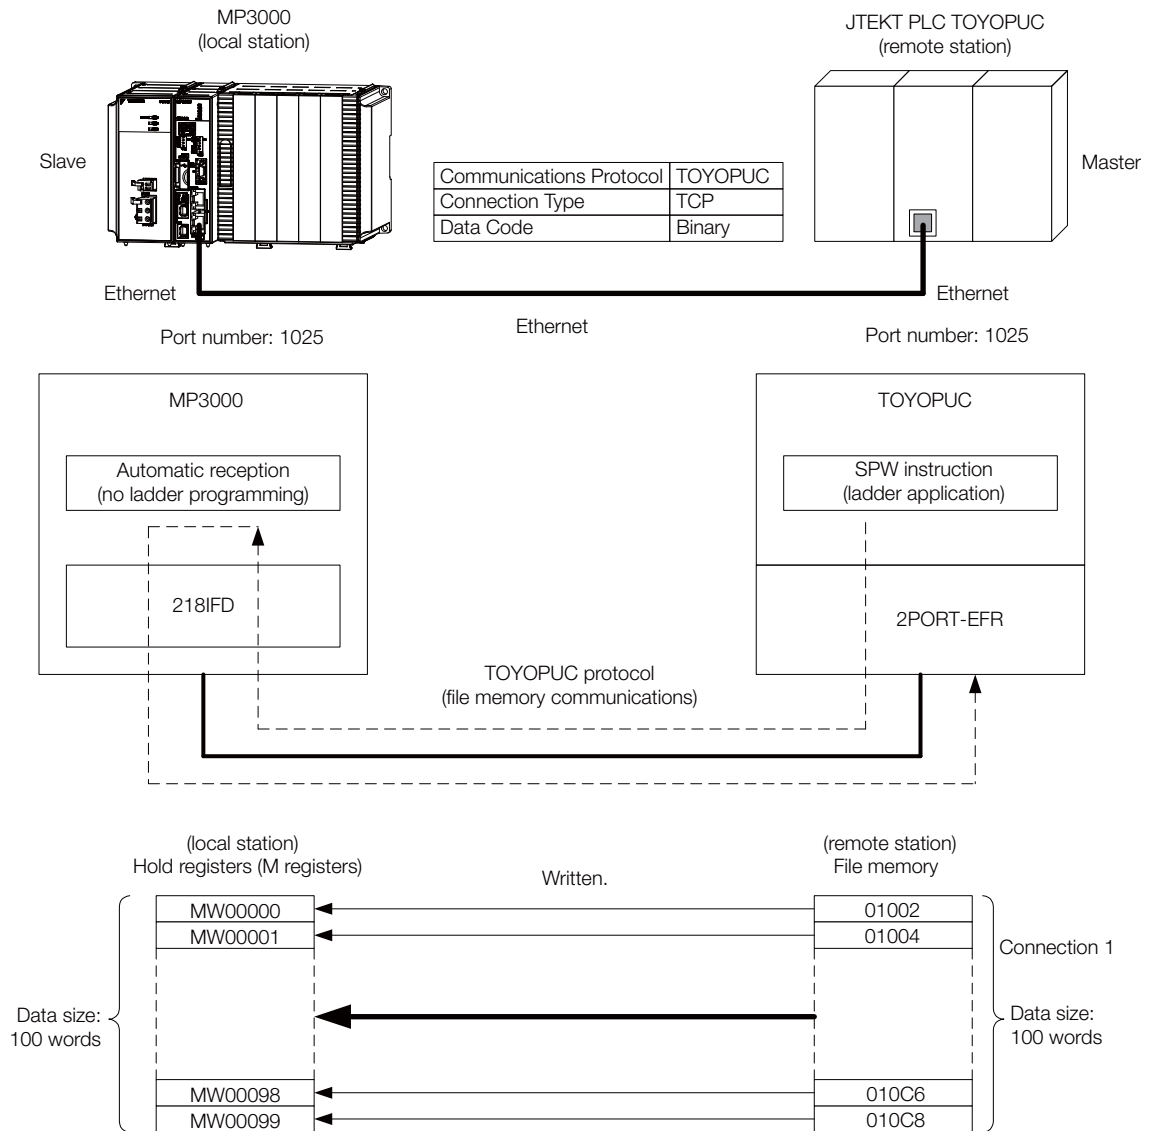 MP3000
(local station)
JTEKT PLC TOYOPUC
(remote station)
Slave
Communications Protocol TOYOPUC
Connection Type TCP
Data Code Binary
Master
Ethernet
Ethernet
Ethernet
Port number: 1025
Port number: 1025
MP3000
TOYOPUC
Automatic reception
(no ladder programming)
SPW instruction
(ladder application)
218IFD
2PORT-EFR
TOYOPUC protocol
(file memory communications)
(local station)
Hold registers (M registers)
Written.
(remote station)
File memory
MW00000
01002
MW00001
01004
Connection 1
Data size:
100 words
Data size:
100 words
MW00098
010C6
MW00099
010C8